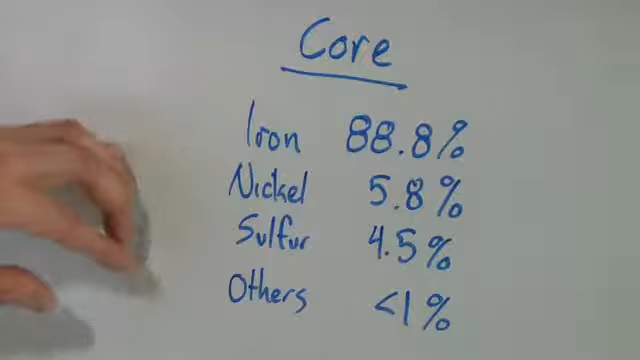 Core
Iron 88.8%
Nickel 5.8%
Sulfur 4.5%
Others <1%